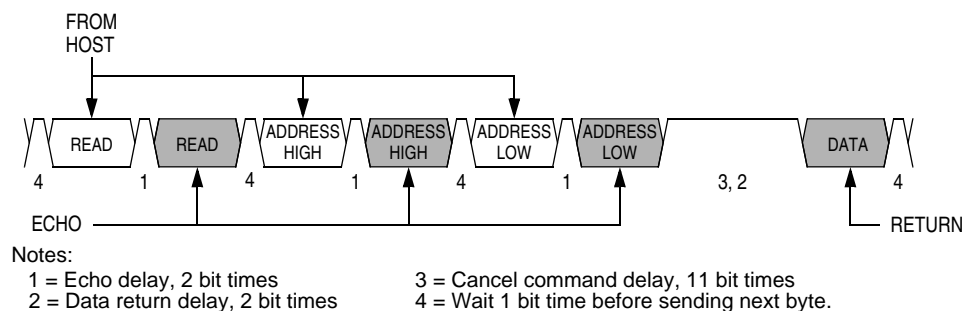 FROM
HOST
READ
READ
ADDRESS
HIGH
ADDRESS
HIGH
ADDRESS
LOW
ADDRESS
LOW
DATA
4
1
4
1
4
1
3, 2
4
ECHO
RETURN
Notes:
1 = Echo delay, 2 bit times
2 = Data return delay, 2 bit times
3 = Cancel command delay, 11 bit times
4 = Wait 1 bit time before sending next byte.